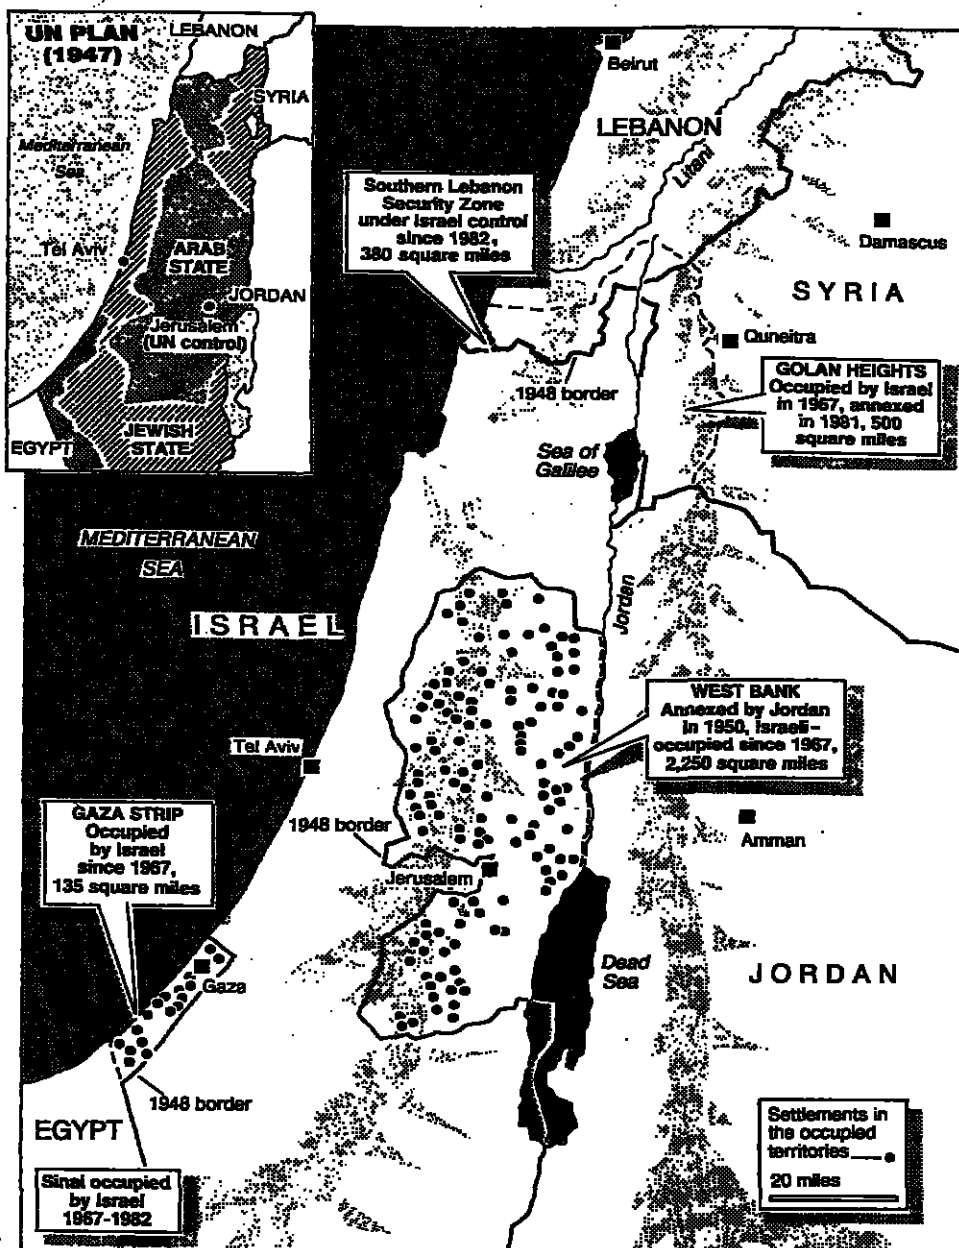 UN PLAN
(1947)
LEBANON
SYRIA
Mediterranean
Sea
Tel Aviv
ARAB
STATE
JORDAN
Jerusalem
(UN control)
JEWISH
STATE
EGYPT
Beirut
LEBANON
Litani
Damascus
SYRIA
Quneitra
Southern Lebanon
Security Zone
under Israel control
since 1982,
380 square miles
1948 border
GOLAN HEIGHTS
Occupied by Israel
in 1967, annexed
in 1981, 500
square miles
Sea of
Galilee
MEDITERRANEAN
SEA
ISRAEL
Jordan
WEST BANK
Annexed by Jordan
in 1950, Israeli-
occupied since 1967,
2,250 square miles
Tel Aviv
Amman
GAZA STRIP
Occupied
by Israel
since 1967,
135 square miles
1948 border
Jerusalem
Dead
Sea
JORDAN
Gaza
1948 border
EGYPT
Sinai occupied
by Israel
1967-1982
Settlements in
the occupied
territories
20 miles